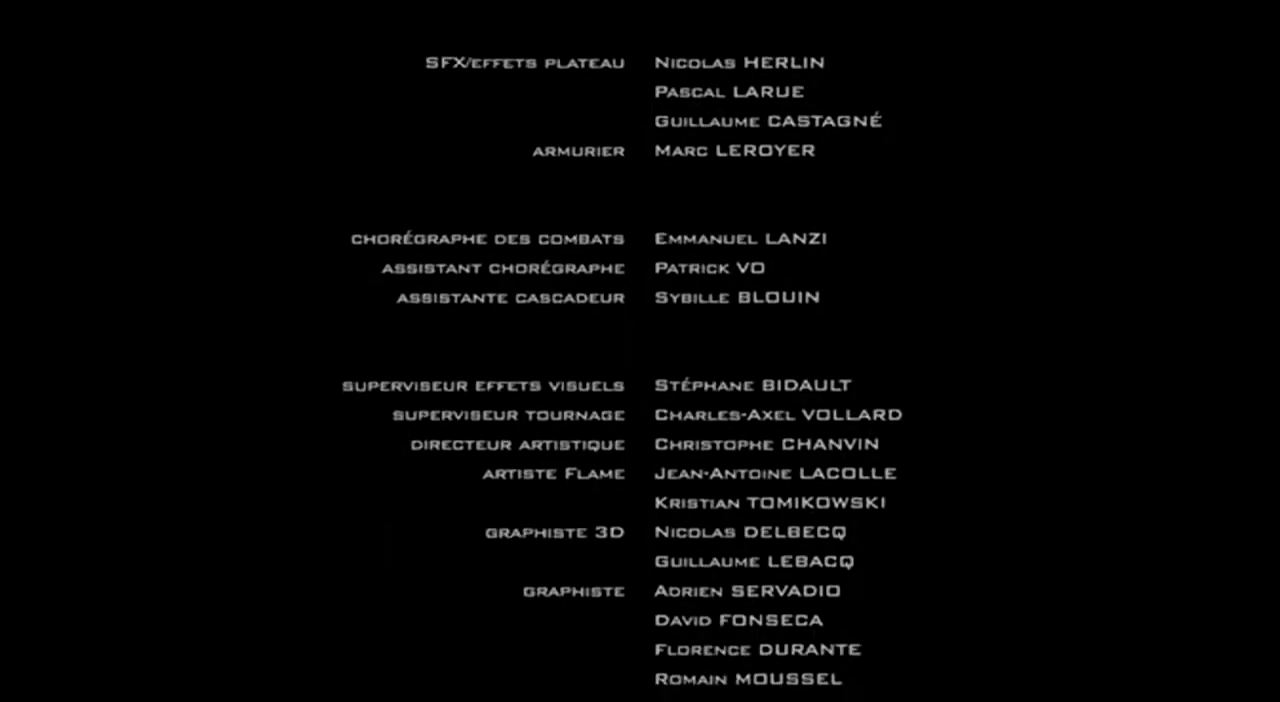 SFX/effets plateau Nicolas HERLIN
Pascal LARUE
Guillaume CASTAGNÉ
armurier Marc LEROYER
chorégraphe des combats Emmanuel LANZI
assistant chorégraphe Patrick VO
assistante cascadeur Sybille BLOUIN
superviseur effets visuels Stéphane BIDAULT
superviseur tournage Charles-Axel VOLLARD
directeur artistique Christophe CHANVIN
artiste Flame Jean-Antoine LACOLLE
Kristian TOMIKOWSKI
graphiste 3D Nicolas DELBECQ
Guillaume LEBACQ
graphiste Adrien SERVADIO
David FONSECA
Florence DURANTE
Romain MOUSSEL